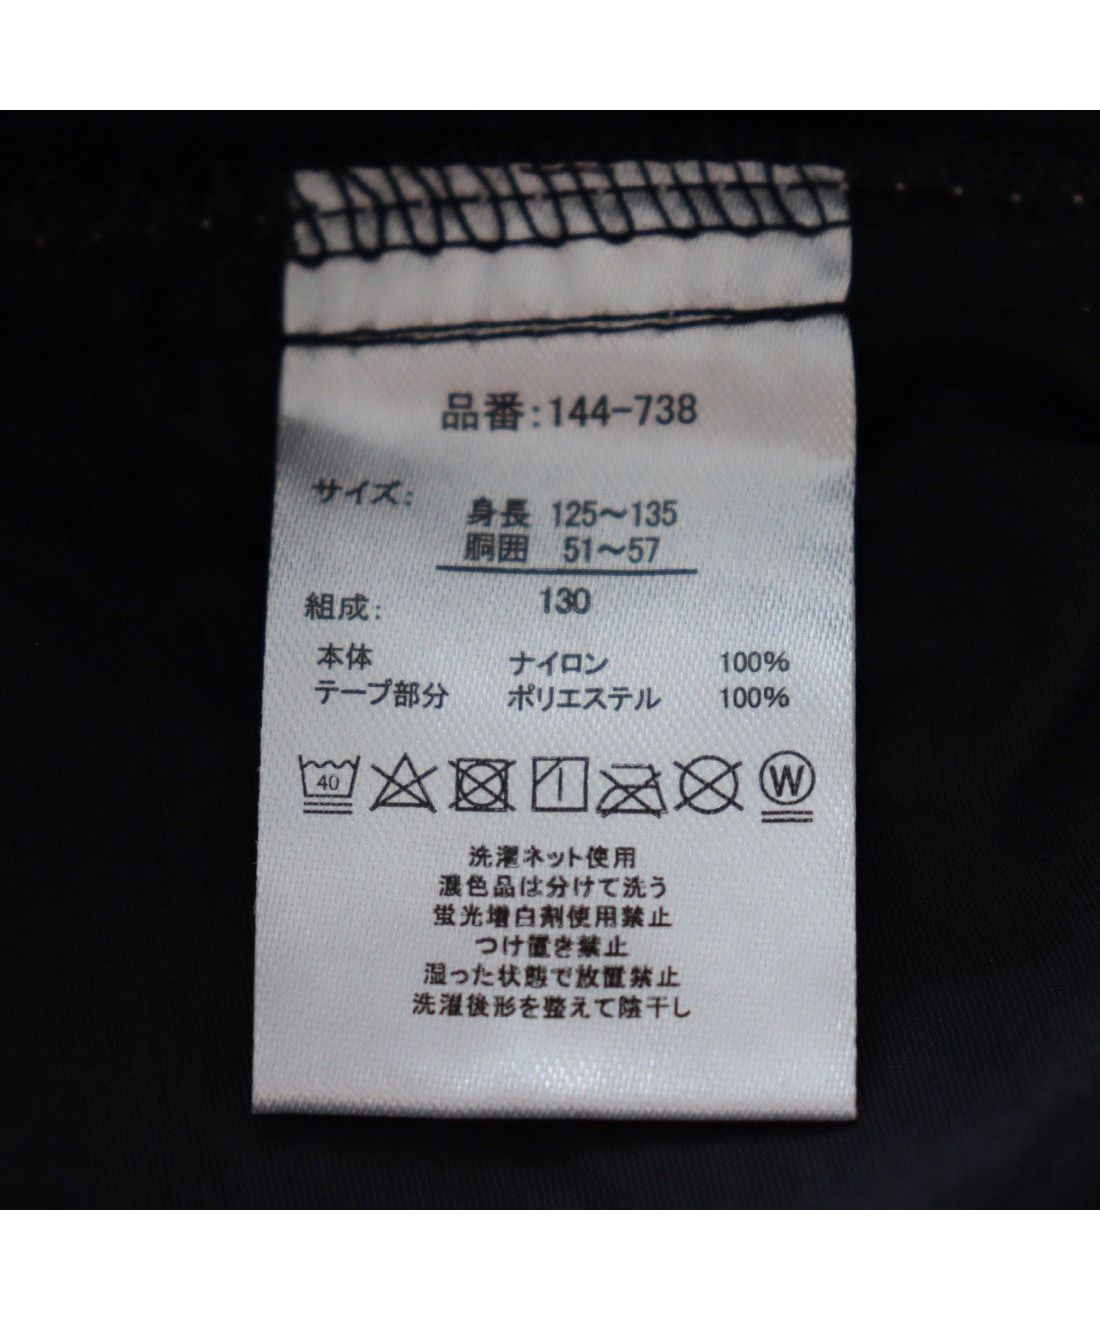 品番:144-738
サイズ: 身長 125〜135
胴囲 51〜57
130
組成:
本体 ナイロン 100%
テープ部分 ポリエステル 100%
40 W
洗濯ネット使用
濃色品は分けて洗う
蛍光増白剤使用禁止
つけ置き禁止
湿った状態で放置禁止
洗濯後形を整えて陰干し